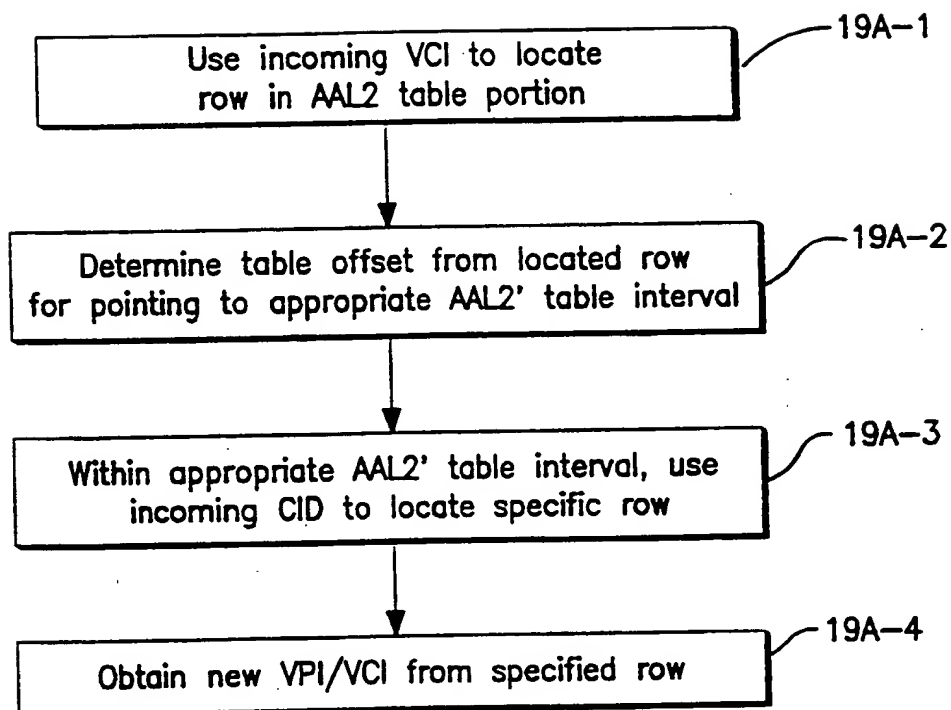 Use incoming VCI to locate
row in AAL2 table portion
19A-1
Determine table offset from located row
for pointing to appropriate AAL2' table interval
19A-2
Within appropriate AAL2' table interval, use
incoming CID to locate specific row
19A-3
Obtain new VPI/VCI from specified row
19A-4